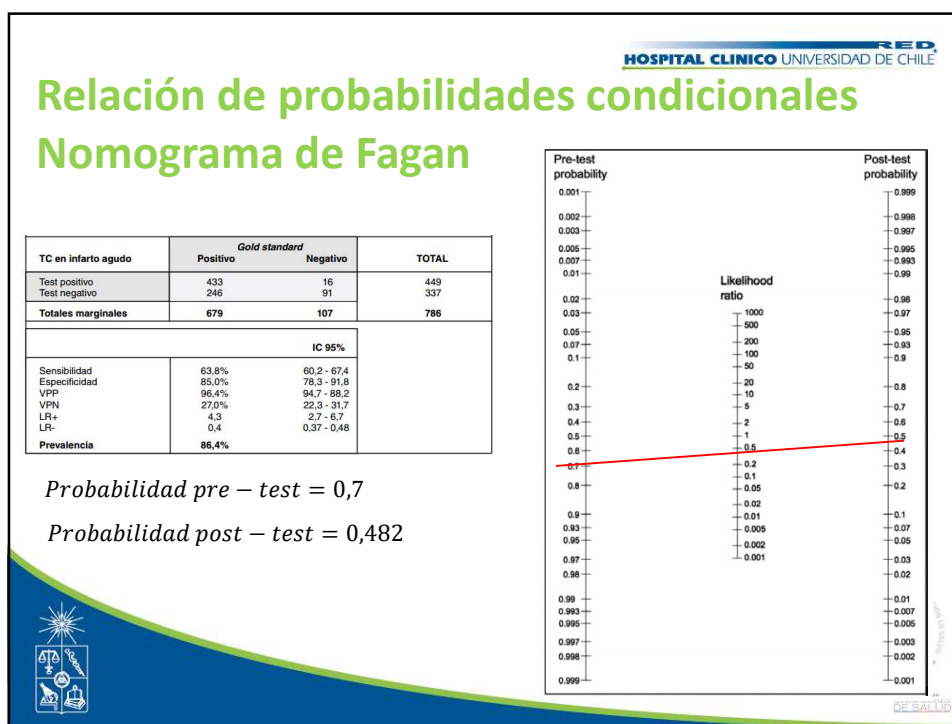 RED
HOSPITAL CLINICO UNIVERSIDAD DE CHILE
Relación de probabilidades condicionales
Nomograma de Fagan
Gold standard
TC en infarto agudo Positivo Negativo TOTAL
Test positivo 433 16 449
Test negativo 246 91 337
Totales marginales 679 107 786
IC 95%
Sensibilidad 63,8% 60,2 - 67,4
Especificidad 85,0% 78,3 - 91,8
VPP 96,4% 94,7 - 88,2
VPN 27,0% 22,3 - 31,7
LR+ 4,3 2,7 - 6,7
LR- 0,4 0,37 - 0,48
Prevalencia 86,4%
Probabilidad pre − test = 0,7
Probabilidad post − test = 0,482
Pre-test
probability
0.001
0.002
0.003
0.005
0.007
0.01
0.02
0.03
0.05
0.07
0.1
0.2
0.3
0.4
0.5
0.6
0.7
0.8
0.9
0.93
0.95
0.97
0.98
0.99
0.993
0.995
0.997
0.998
0.999
Likelihood
ratio
1000
500
200
100
50
20
10
5
2
1
0.5
0.2
0.1
0.05
0.02
0.01
0.005
0.002
0.001
Post-test
probability
0.999
0.998
0.997
0.995
0.993
0.99
0.98
0.97
0.95
0.93
0.9
0.8
0.7
0.6
0.5
0.4
0.3
0.2
0.1
0.07
0.05
0.03
0.02
0.01
0.007
0.005
0.003
0.002
0.001
DE SALUD